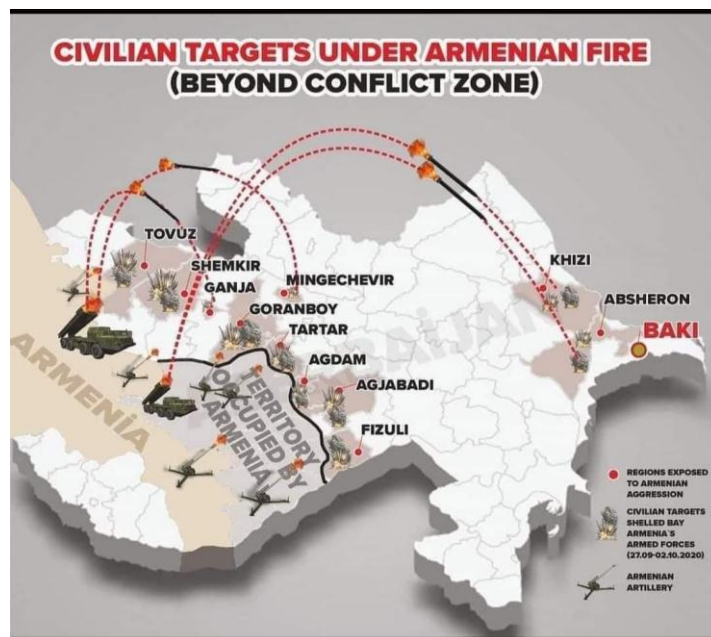 CIVILIAN TARGETS UNDER ARMENIAN FIRE
(BEYOND CONFLICT ZONE)
TOVUZ
SHEMKIR
GANJA
MINGECHEVIR
GORANBOY
TARTAR
AGDAM
AGJABADI
FIZULI
KHIZI
ABSHERON
BAKI
ARMENİA
TERRITORY
OCCUPIED BY
ARMENIA
REGIONS EXPOSED
TO ARMENIAN
AGGRESSION
CIVILIAN TARGETS
SHELLED BAY
ARMENIA`S
ARMED FORCES
(27.09-02.10.2020)
ARMENIAN
ARTILLERY